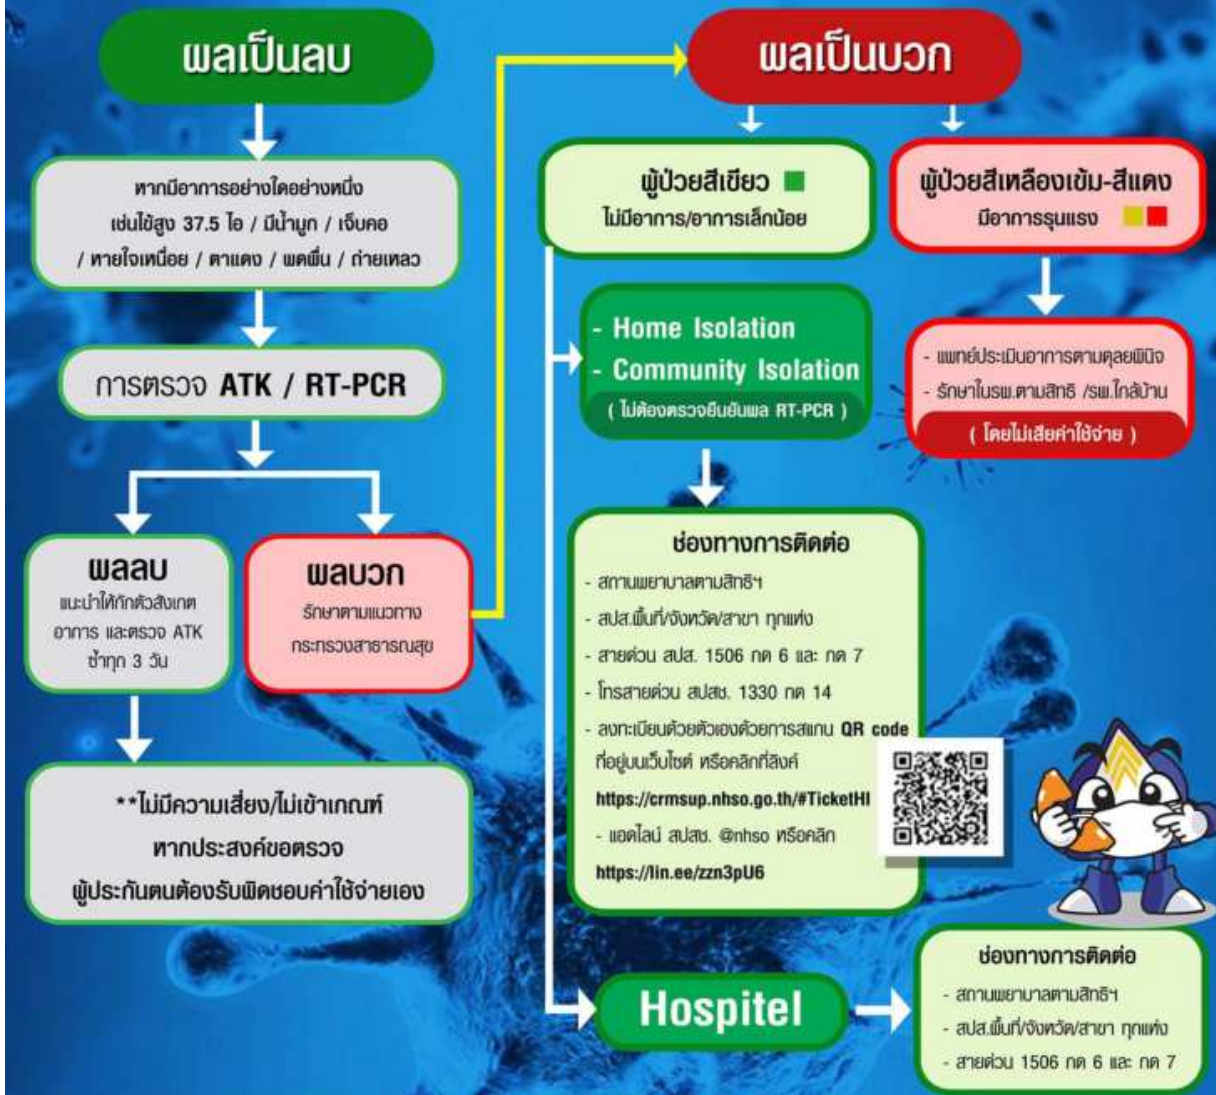 ผลเป็นลบ
หากมีอาการอย่างใดอย่างหนึ่ง
เช่นไข้สูง 37.5 ไอ / มีน้ำมูก / เจ็บคอ
/ หายใจเหนื่อย / ตาแดง / ผดผื่น / ถ่ายเหลว
การตรวจ ATK / RT-PCR
ผลลบ
แนะนำให้กักตัวสังเกต
อาการ และตรวจ ATK
ซ้ำทุก 3 วัน
ผลบวก
รักษาตามแนวทาง
กระทรวงสาธารณสุข
**ไม่มีความเสี่ยง/ไม่เข้าเกณฑ์
หากประสงค์ขอตรวจ
ผู้ประกันตนต้องรับผิดชอบค่าใช้จ่ายเอง
ผลเป็นบวก
ผู้ป่วยสีเขียว
ไม่มีอาการ/อาการเล็กน้อย
- Home Isolation
- Community Isolation
( ไม่ต้องตรวจยืนยันผล RT-PCR )
ช่องทางการติดต่อ
- สถานพยาบาลตามสิทธิฯ
- สปส.พื้นที่/จังหวัด/สาขา ทุกแห่ง
- สายด่วน สปส. 1506 กด 6 และ กด 7
- โทรสายด่วน สปสช. 1330 กด 14
- ลงทะเบียนด้วยตัวเองด้วยการสแกน QR code
ที่อยู่บนเว็บไซต์ หรือคลิกที่ลิงค์
https://crmsup.nhso.go.th/#TicketHI
- แอดไลน์ สปสช. @nhso หรือคลิก
https://lin.ee/zzn3pU6
ผู้ป่วยสีเหลืองเข้ม-สีแดง
มีอาการรุนแรง
- แพทย์ประเมินอาการตามดุลยพินิจ
- รักษาในรพ.ตามสิทธิ /รพ.ใกล้บ้าน
( โดยไม่เสียค่าใช้จ่าย )
Hospitel
ช่องทางการติดต่อ
- สถานพยาบาลตามสิทธิฯ
- สปส.พื้นที่/จังหวัด/สาขา ทุกแห่ง
- สายด่วน 1506 กด 6 และ กด 7